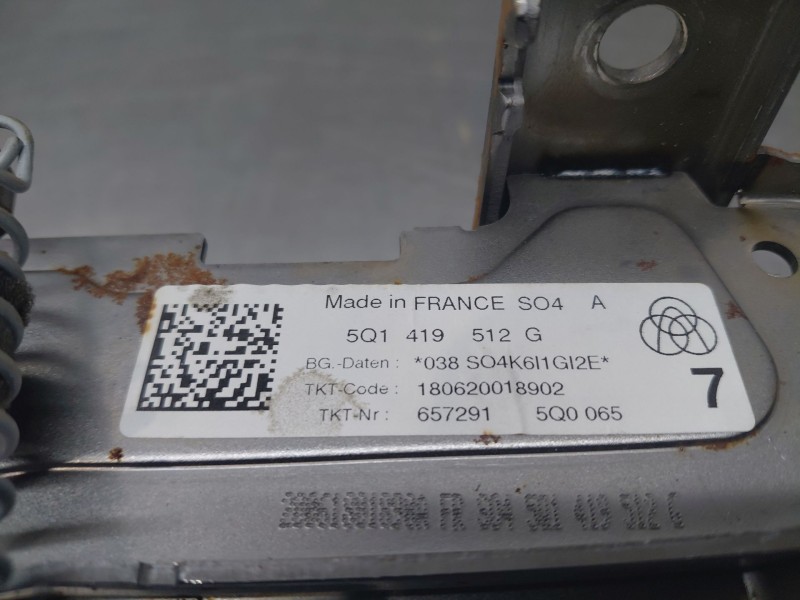 Made in FRANCE SO4 A
5Q1 419 512 G
BG.-Daten : *038 SO4K6I1GI2E*
TKT-Code : 180620018902
7
TKT-Nr : 657291 5Q0 065